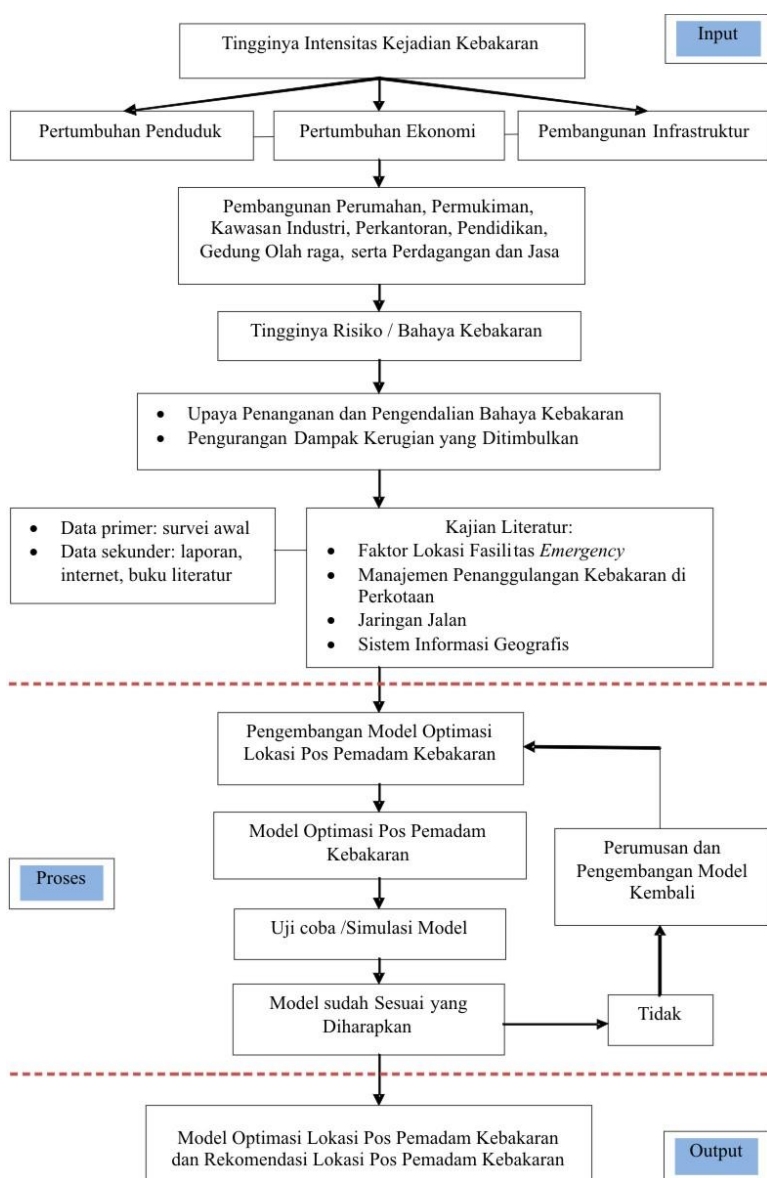 Tingginya Intensitas Kejadian Kebakaran
Input
Pertumbuhan Penduduk
Pertumbuhan Ekonomi
Pembangunan Infrastruktur
Pembangunan Perumahan, Permukiman,
Kawasan Industri, Perkantoran, Pendidikan,
Gedung Olah raga, serta Perdagangan dan Jasa
Tingginya Risiko / Bahaya Kebakaran
• Upaya Penanganan dan Pengendalian Bahaya Kebakaran
• Pengurangan Dampak Kerugian yang Ditimbulkan
• Data primer: survei awal
• Data sekunder: laporan,
internet, buku literatur
Kajian Literatur:
• Faktor Lokasi Fasilitas Emergency
• Manajemen Penanggulangan Kebakaran di
Perkotaan
• Jaringan Jalan
• Sistem Informasi Geografis
Pengembangan Model Optimasi
Lokasi Pos Pemadam Kebakaran
Model Optimasi Pos Pemadam
Kebakaran
Perumusan dan
Pengembangan Model
Kembali
Proses
Uji coba /Simulasi Model
Model sudah Sesuai yang
Diharapkan
Tidak
Model Optimasi Lokasi Pos Pemadam Kebakaran
dan Rekomendasi Lokasi Pos Pemadam Kebakaran
Output